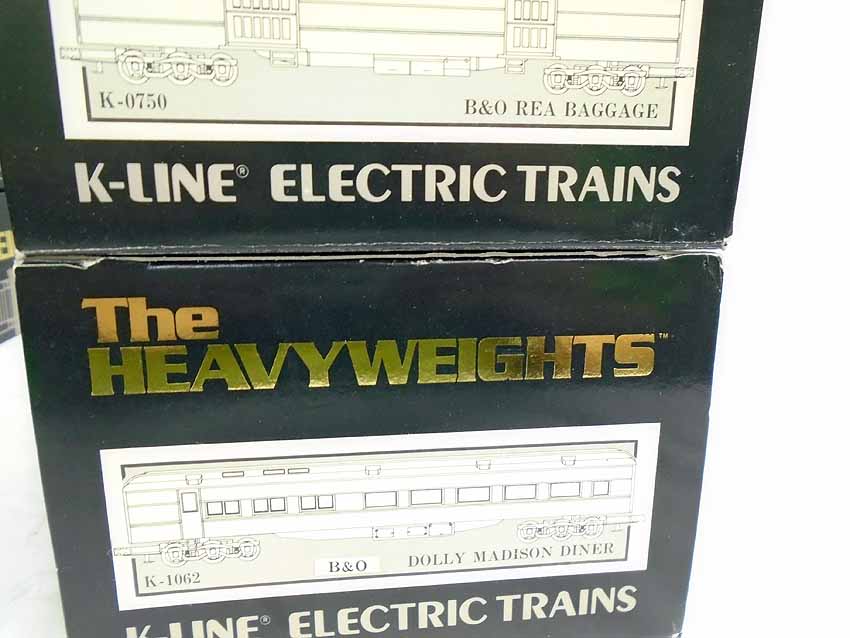 K-0750 B&O REA BAGGAGE
K-LINE® ELECTRIC TRAINS
The
HEAVYWEIGHTS™
K-1062 B&O DOLLY MADISON DINER
K-LINE® ELECTRIC TRAINS